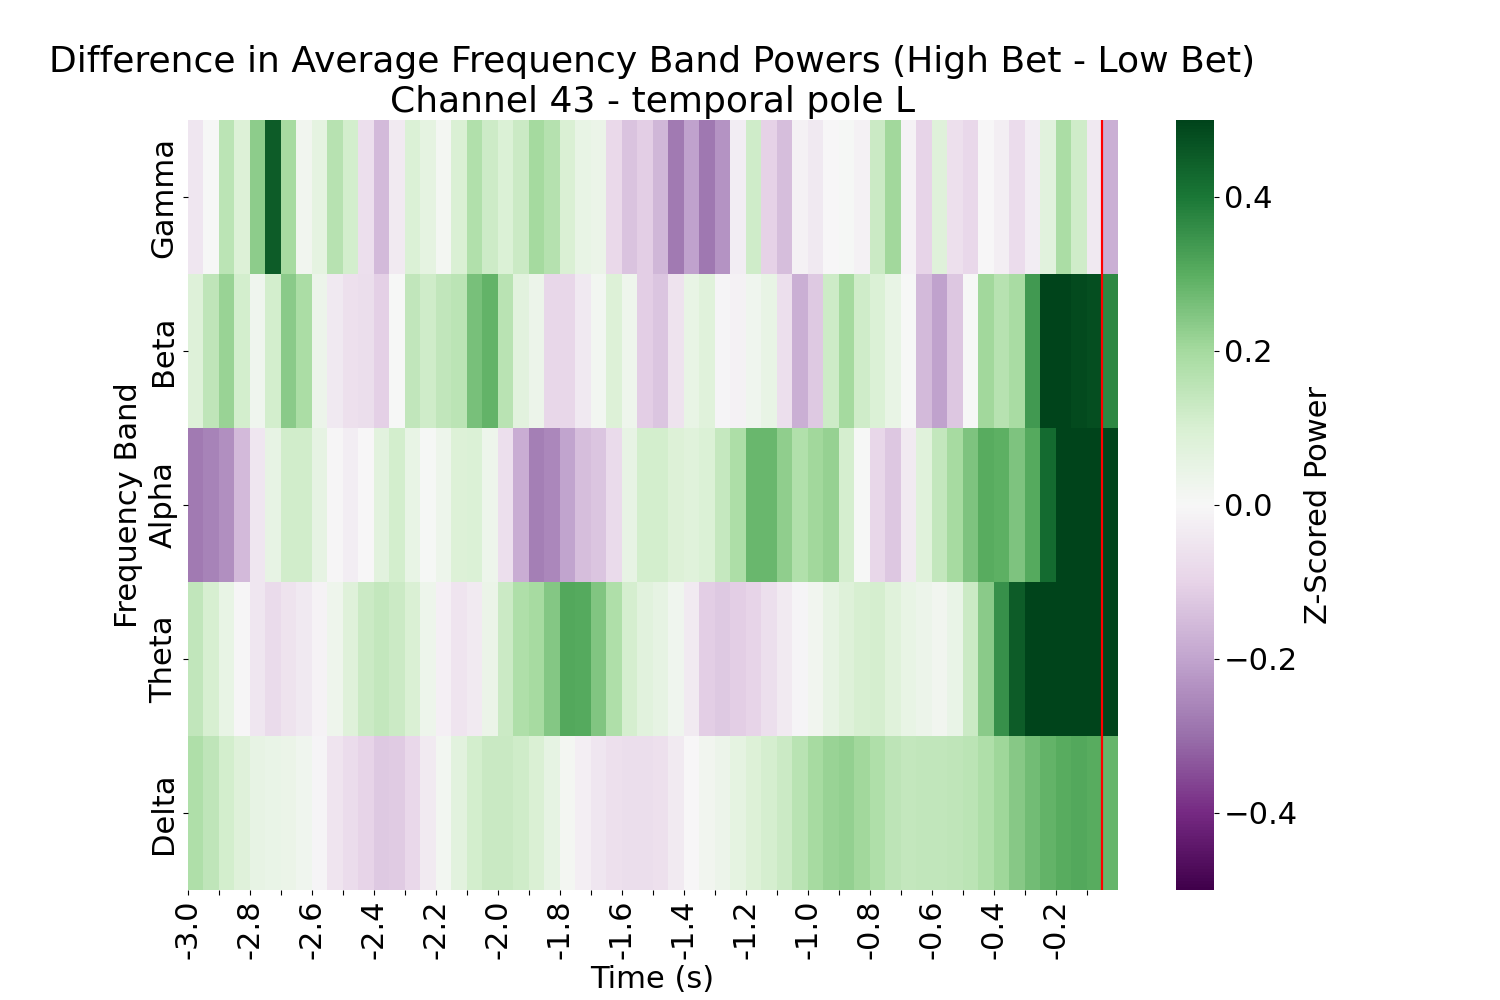 Difference in Average Frequency Band Powers (High Bet - Low Bet)
Channel 43 - temporal pole L
Frequency Band
Gamma
Beta
Alpha
Theta
Delta
-3.0
-2.8
-2.6
-2.4
-2.2
-2.0
-1.8
-1.6
-1.4
-1.2
-1.0
-0.8
-0.6
-0.4
-0.2
Time (s)
0.4
0.2
0.0
−0.2
−0.4
Z-Scored Power